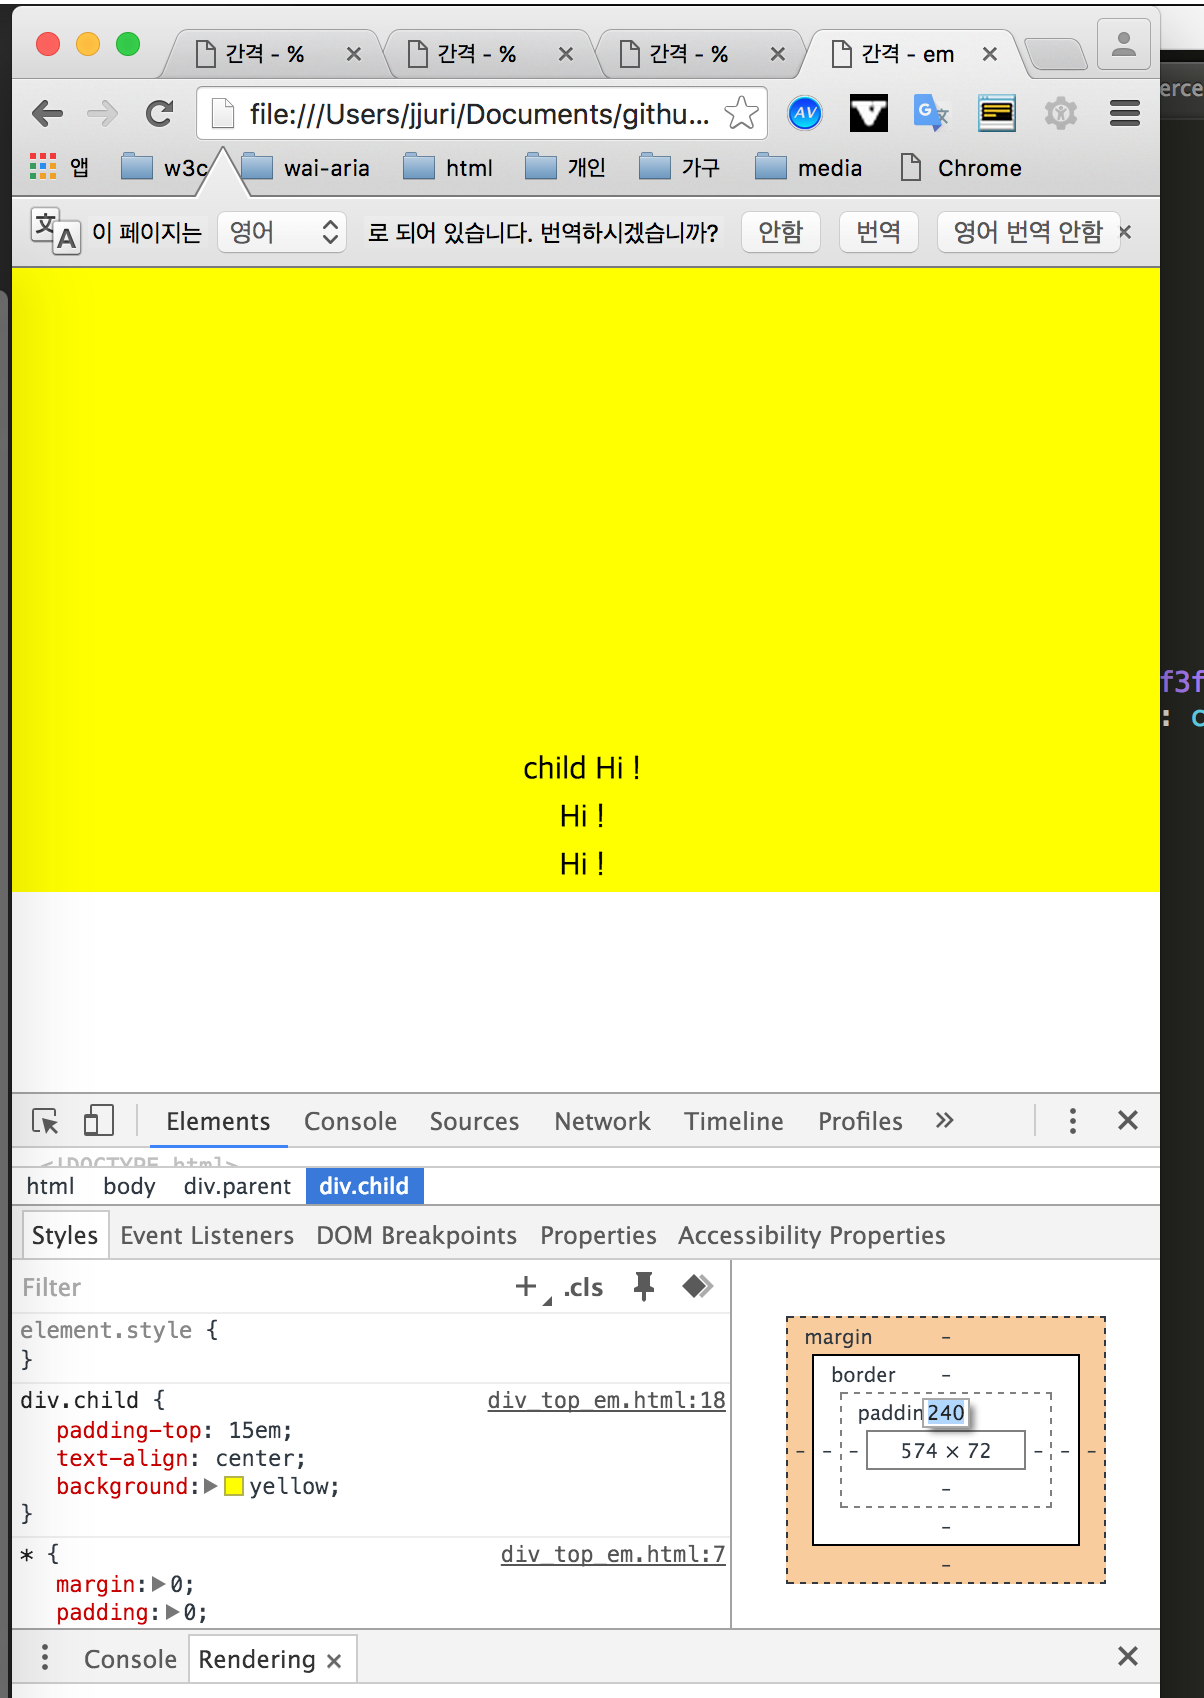 간격 - % 간격 - % 간격 - % 간격 - em
file:///Users/jjuri/Documents/githu... AV
앱 w3c wai-aria html 개인 가구 media Chrome
이 페이지는 영어 로 되어 있습니다. 번역하시겠습니까? 안함 번역 영어 번역 안함
erce
f3f
: c
child Hi !
Hi !
Hi !
Elements Console Sources Network Timeline Profiles »
<!DOCTYPE html>
html body div.parent div.child
Styles Event Listeners DOM Breakpoints Properties Accessibility Properties
Filter + .cls
element.style {
}
div.child { div_top_em.html:18
padding-top: 15em;
text-align: center;
background: yellow;
}
* { div_top_em.html:7
margin: 0;
padding: 0;
margin -
border -
paddin 240
- - - 574 × 72 - - -
-
-
-
Console Rendering ×